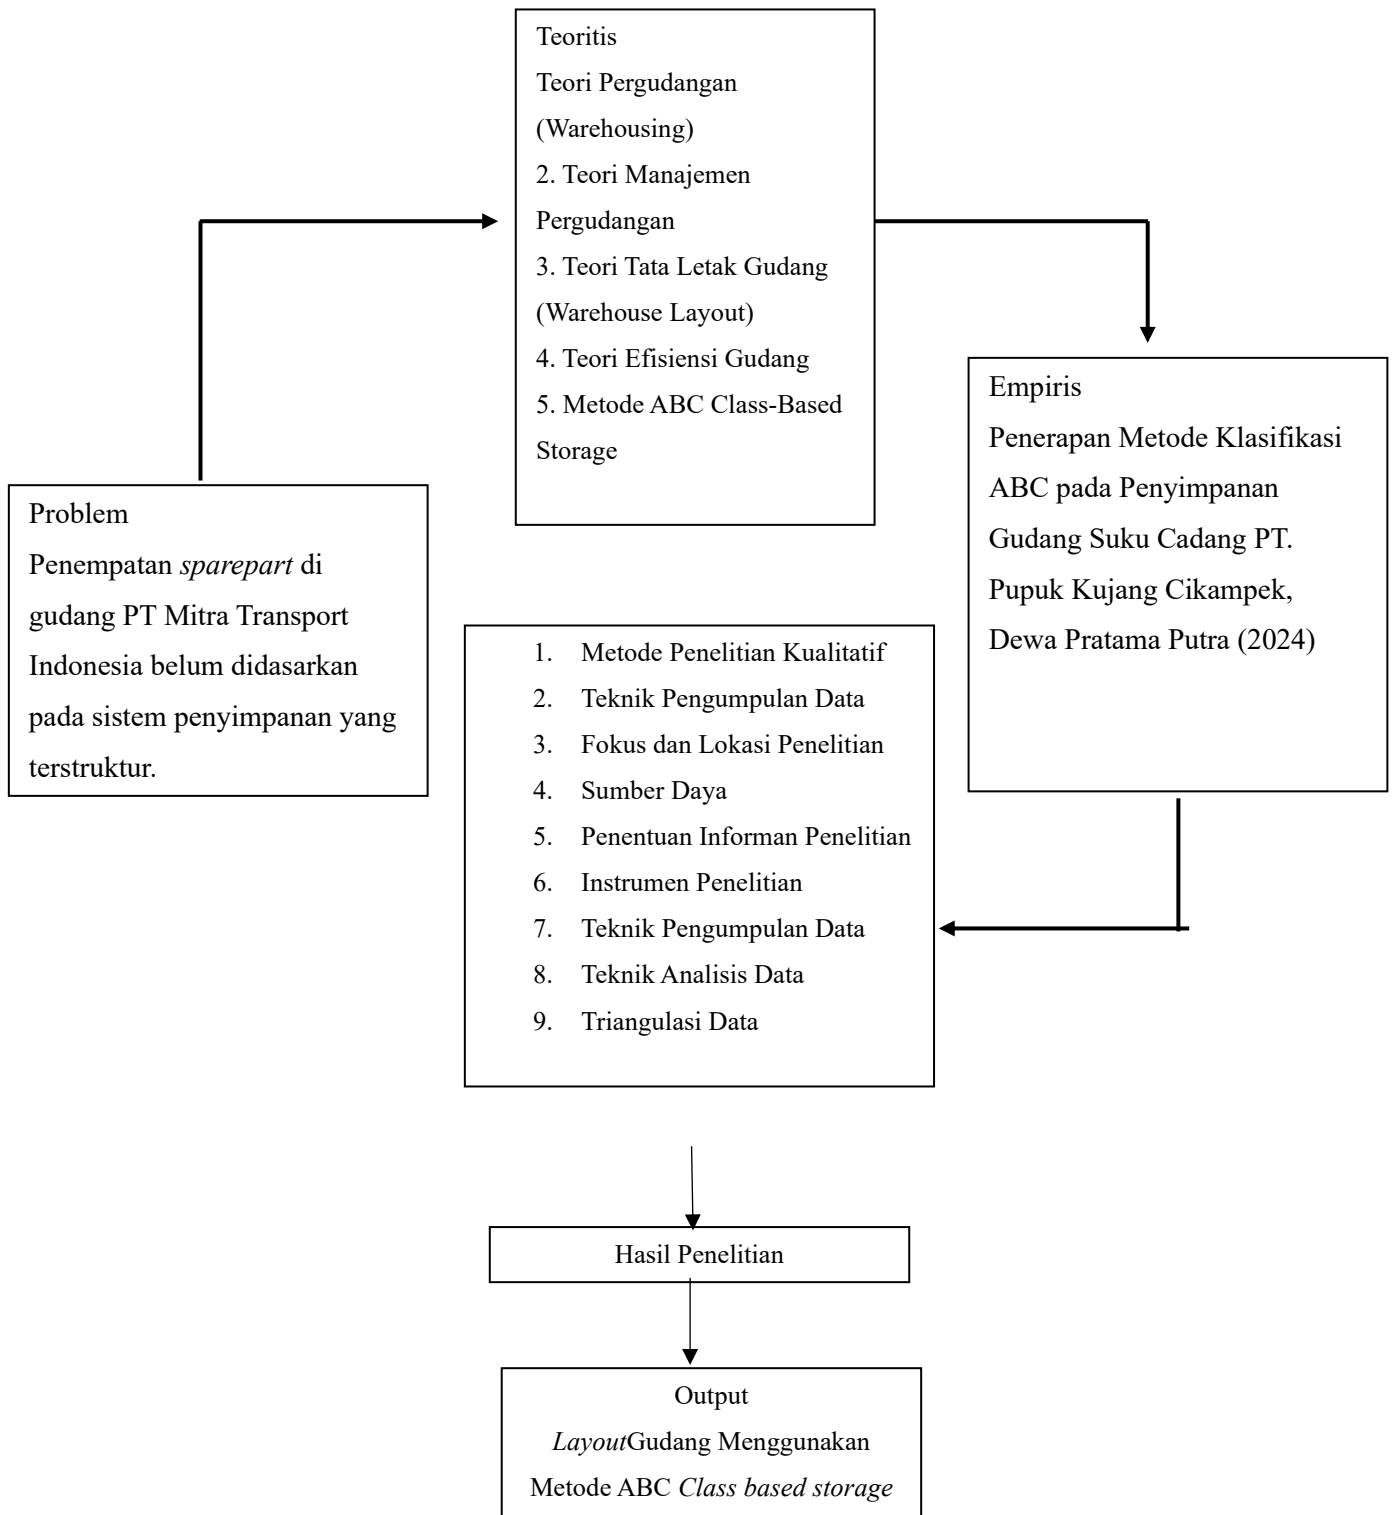 Teoritis
Teori Pergudangan
(Warehousing)
2. Teori Manajemen
Pergudangan
3. Teori Tata Letak Gudang
(Warehouse Layout)
4. Teori Efisiensi Gudang
5. Metode ABC Class-Based
Storage
Empiris
Penerapan Metode Klasifikasi
ABC pada Penyimpanan
Gudang Suku Cadang PT.
Pupuk Kujang Cikampek,
Dewa Pratama Putra (2024)
Problem
Penempatan sparepart di
gudang PT Mitra Transport
Indonesia belum didasarkan
pada sistem penyimpanan yang
terstruktur.
1. Metode Penelitian Kualitatif
2. Teknik Pengumpulan Data
3. Fokus dan Lokasi Penelitian
4. Sumber Daya
5. Penentuan Informan Penelitian
6. Instrumen Penelitian
7. Teknik Pengumpulan Data
8. Teknik Analisis Data
9. Triangulasi Data
Hasil Penelitian
Output
LayoutGudang Menggunakan
Metode ABC Class based storage